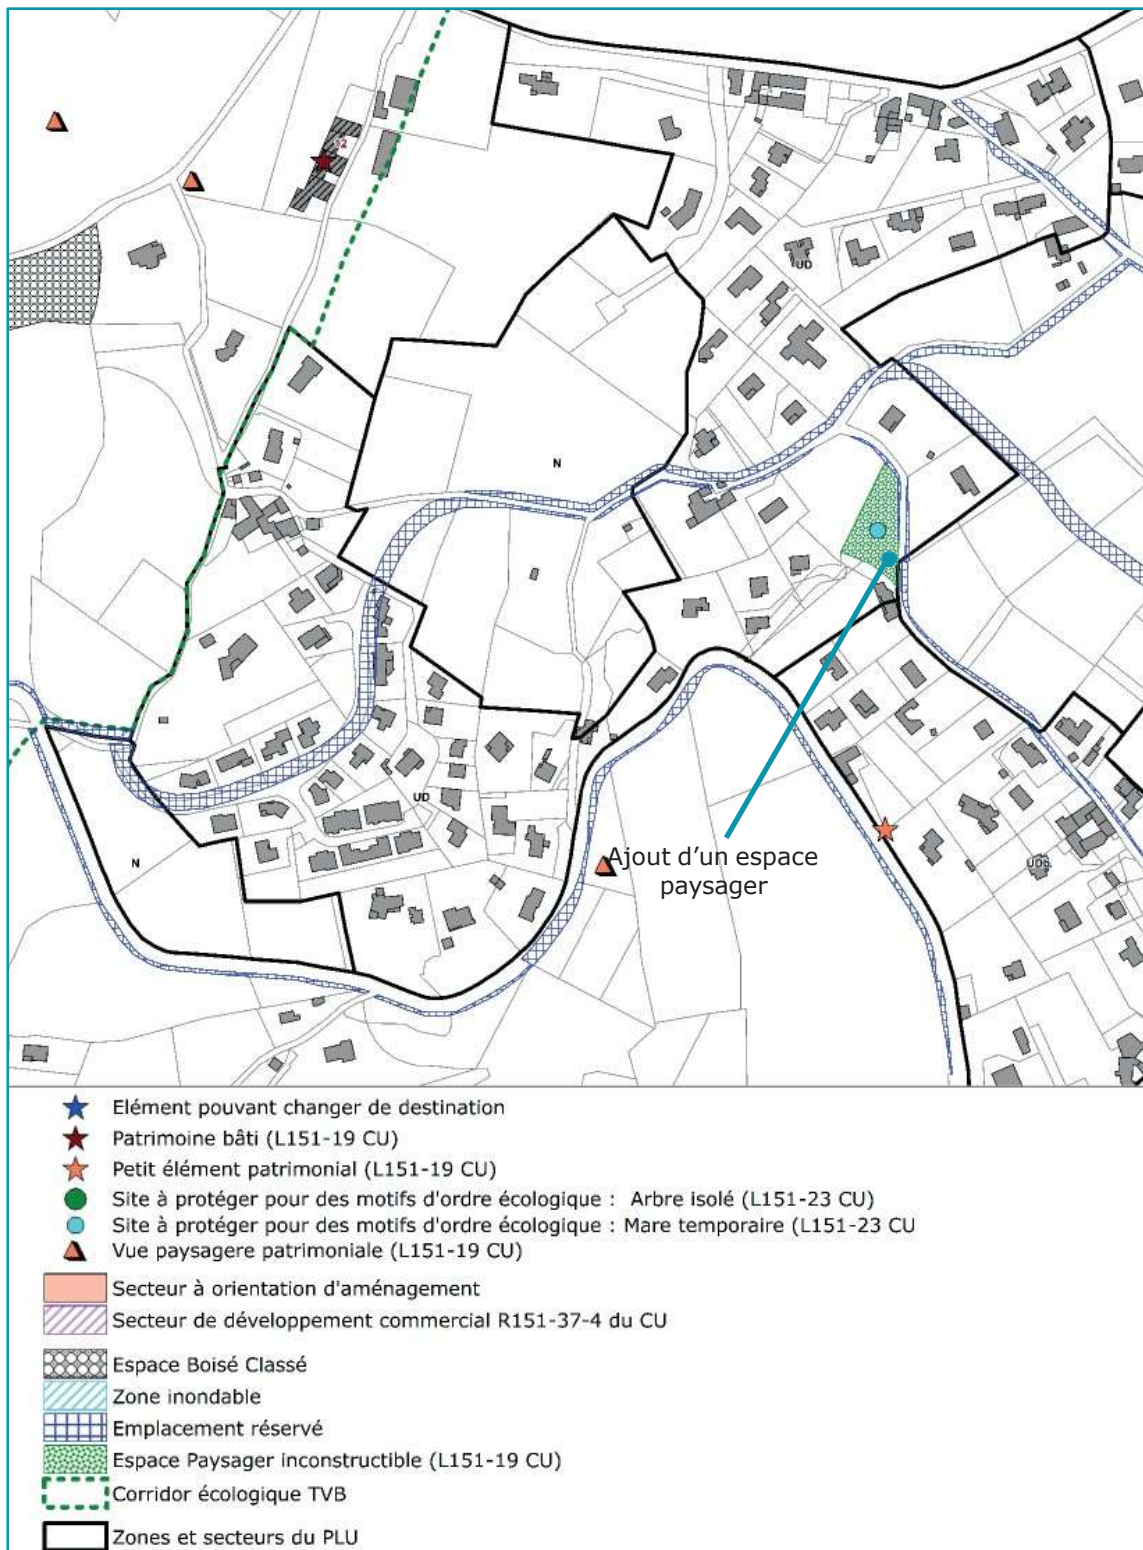 12
UD
N
UD
N
Ajout d'un espace
paysager
UDb
Elément pouvant changer de destination
Patrimoine bâti (L151-19 CU)
Petit élément patrimonial (L151-19 CU)
Site à protéger pour des motifs d'ordre écologique : Arbre isolé (L151-23 CU)
Site à protéger pour des motifs d'ordre écologique : Mare temporaire (L151-23 CU
Vue paysagere patrimoniale (L151-19 CU)
Secteur à orientation d'aménagement
Secteur de développement commercial R151-37-4 du CU
Espace Boisé Classé
Zone inondable
Emplacement réservé
Espace Paysager inconstructible (L151-19 CU)
Corridor écologique TVB
Zones et secteurs du PLU